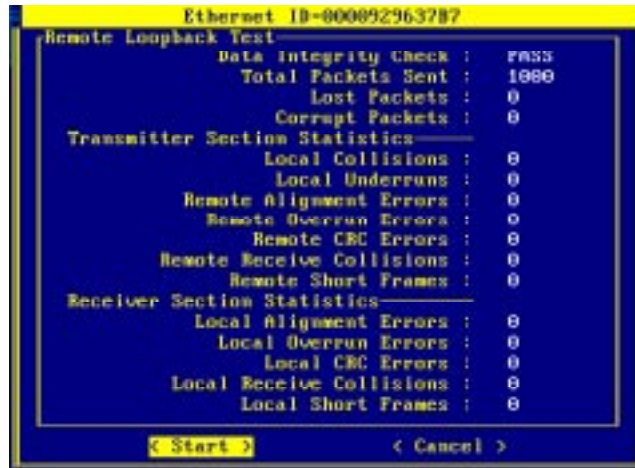 Ethernet ID=000092963787
Remote Loopback Test
Data Integrity Check : PASS
Total Packets Sent : 1000
Lost Packets : 0
Corrupt Packets : 0
Transmitter Section Statistics
Local Collisions : 0
Local Underruns : 0
Remote Alignment Errors : 0
Remote Overrun Errors : 0
Remote CRC Errors : 0
Remote Receive Collisions : 0
Remote Short Frames : 0
Receiver Section Statistics
Local Alignment Errors : 0
Local Overrun Errors : 0
Local CRC Errors : 0
Local Receive Collisions : 0
Local Short Frames : 0
< Start > < Cancel >